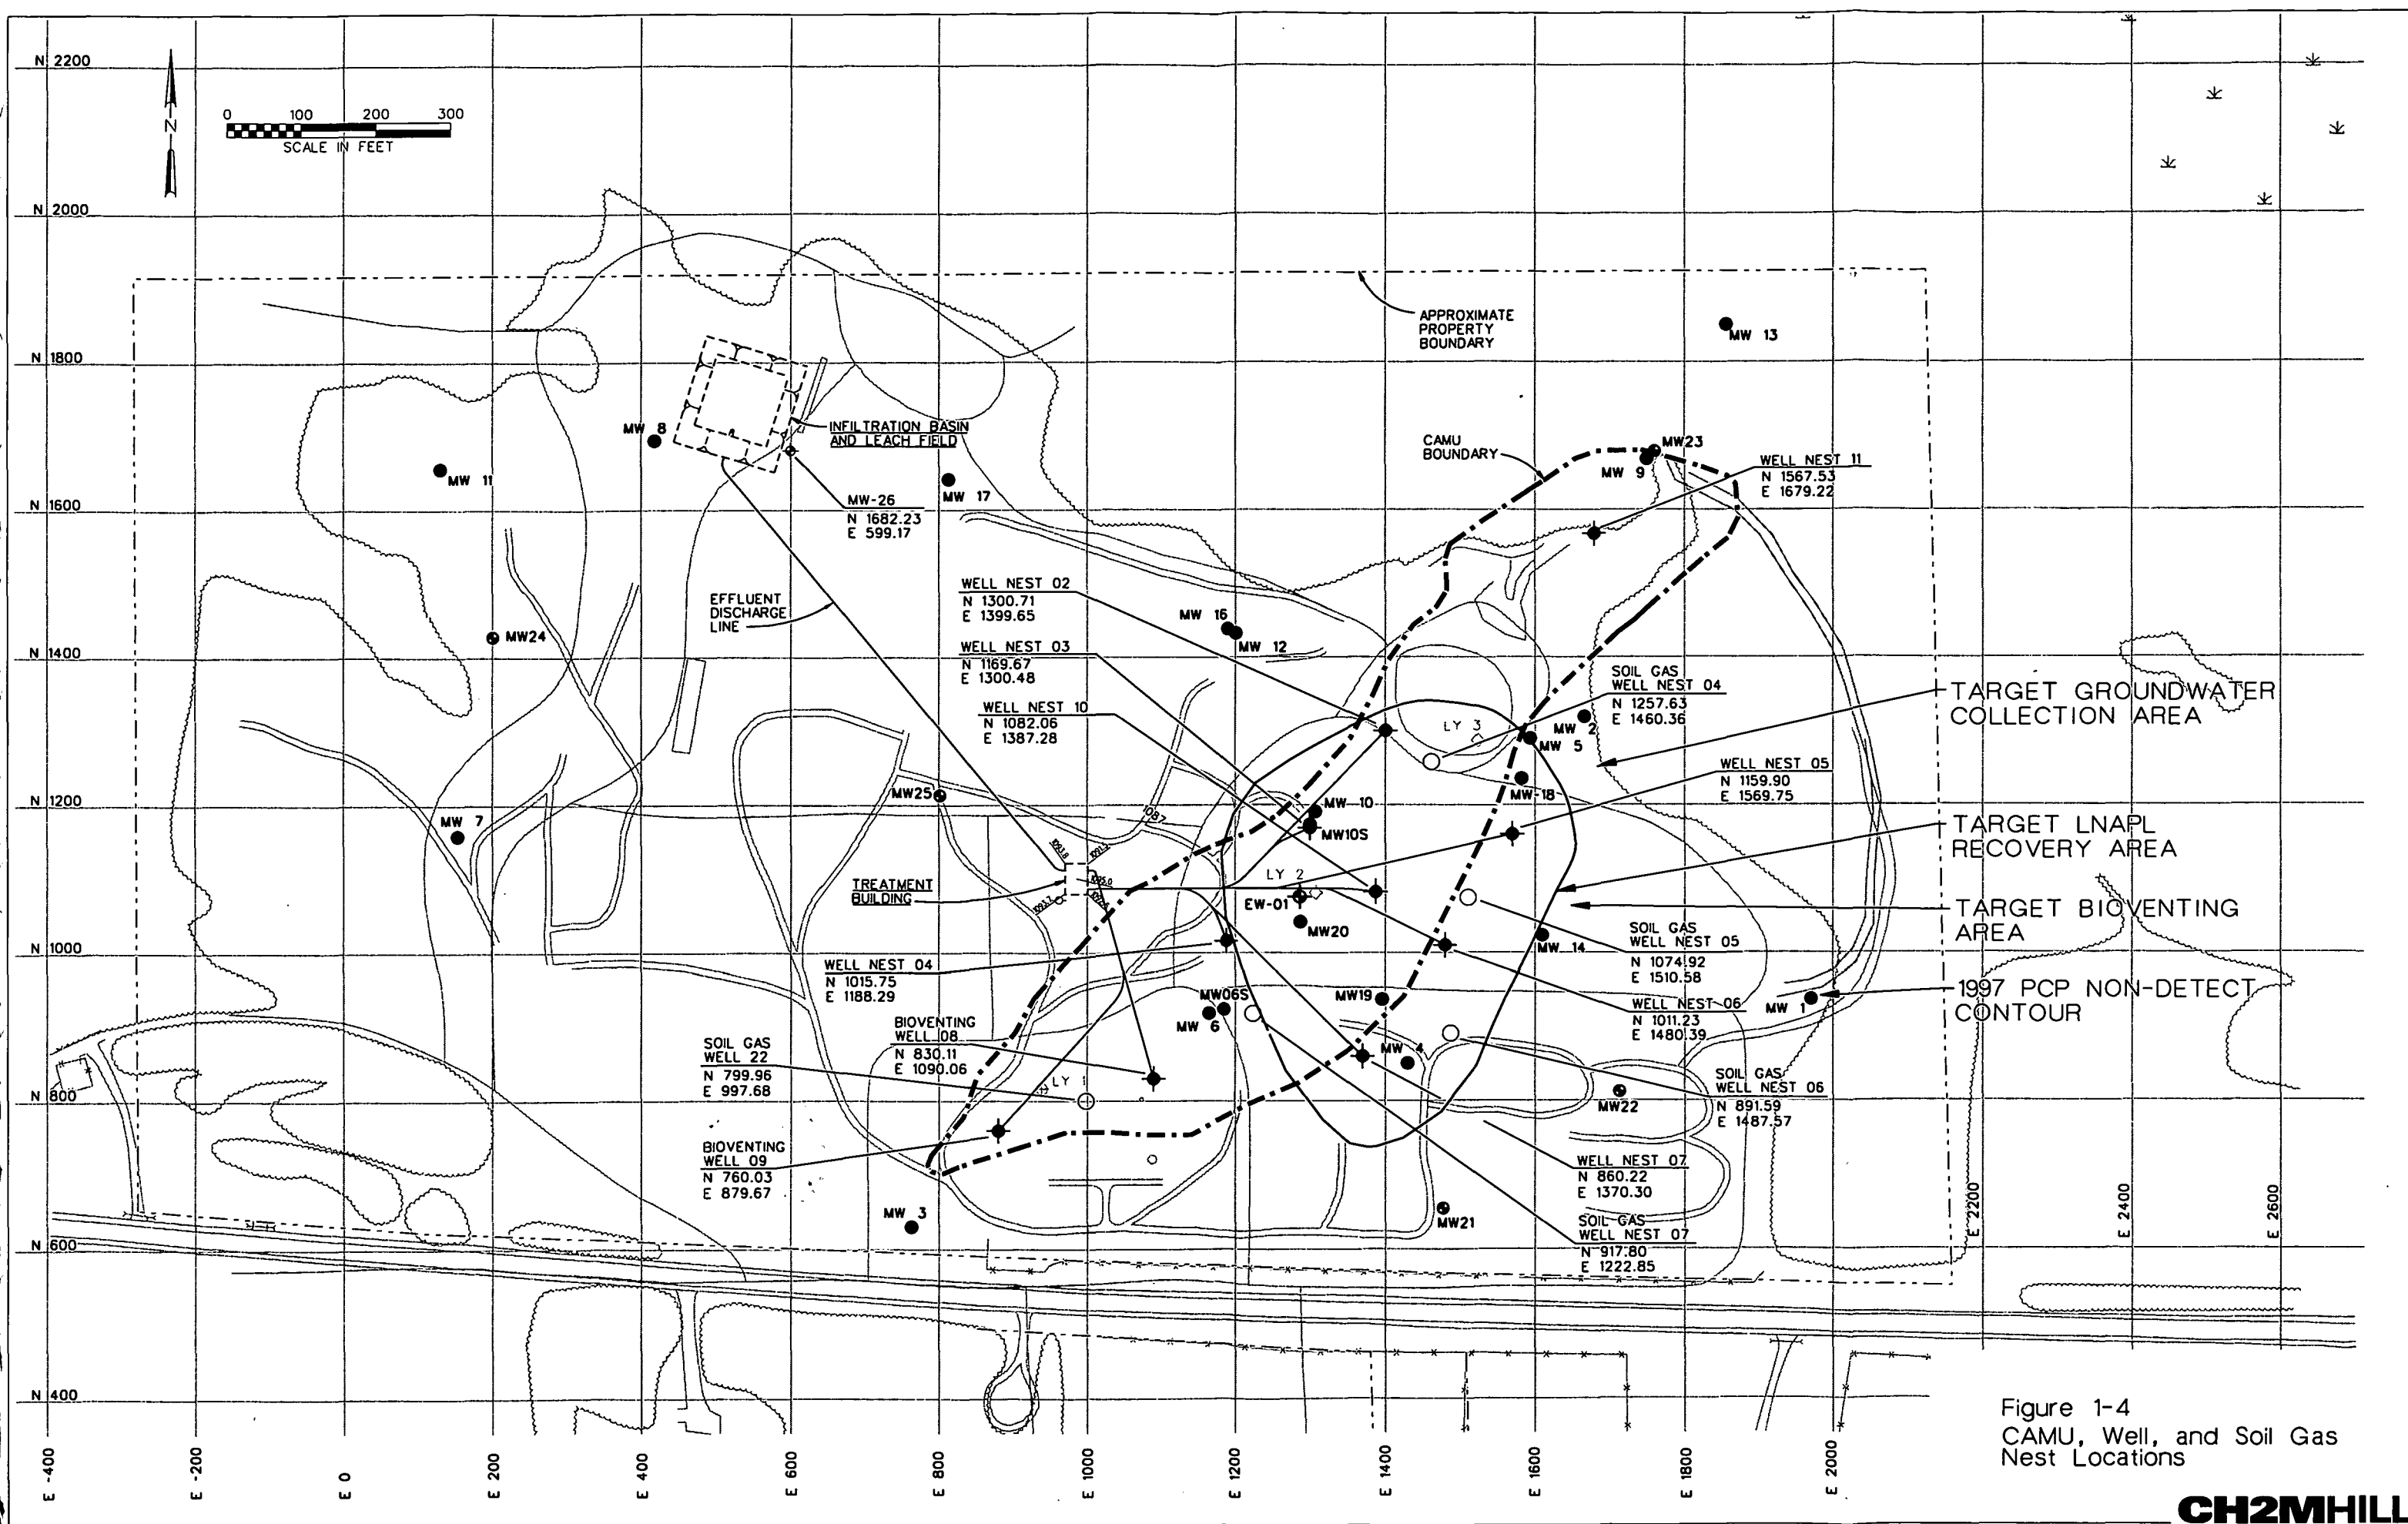 N 2200
N
0 100 200 300
SCALE IN FEET
N 2000
APPROXIMATE
PROPERTY
BOUNDARY
MW 13
N 1800
MW 8
INFILTRATION BASIN
AND LEACH FIELD
MW 11
MW-26
N 1682.23
E 599.17
MW 17
CAMU
BOUNDARY
MW23
MW 9
WELL NEST 11
N 1567.53
E 1679.22
N 1600
EFFLUENT
DISCHARGE
LINE
WELL NEST 02
N 1300.71
E 1399.65
MW24
MW 16
MW 12
WELL NEST 03
N 1169.67
E 1300.48
N 1400
SOIL GAS
WELL NEST 04
N 1257.63
E 1460.36
TARGET GROUNDWATER
COLLECTION AREA
WELL NEST 10
N 1082.06
E 1387.28
LY 3
MW 2
MW 5
WELL NEST 05
N 1159.90
E 1569.75
MW-18
MW25
N 1200
MW 7
1087
MW 10
MW10S
TARGET LNAPL
RECOVERY AREA
1093.8
1095.0
1093.7
TREATMENT
BUILDING
LY 2
EW-01
MW20
TARGET BIOVENTING
AREA
MW 14
SOIL GAS
WELL NEST 05
N 1074.92
E 1510.58
N 1000
WELL NEST 04
N 1015.75
E 1188.29
MW06S
MW 6
MW19
WELL NEST 06
N 1011.23
E 1480.39
MW 1
1997 PCP NON-DETECT
CONTOUR
BIOVENTING
WELL 08
N 830.11
E 1090.06
SOIL GAS
WELL 22
N 799.96
E 997.68
MW 4
LY 1
SOIL GAS
WELL NEST 06
N 891.59
E 1487.57
MW22
N 800
BIOVENTING
WELL 09
N 760.03
E 879.67
WELL NEST 07
N 860.22
E 1370.30
MW 3
MW21
SOIL GAS
WELL NEST 07
N 917.80
E 1222.85
N 600
E 2200
E 2400
E 2600
N 400
E -400
E -200
E 0
E 200
E 400
E 600
E 800
E 1000
E 1200
E 1400
E 1600
E 1800
E 2000
Figure 1-4
CAMU, Well, and Soil Gas
Nest Locations
CH2MHILL